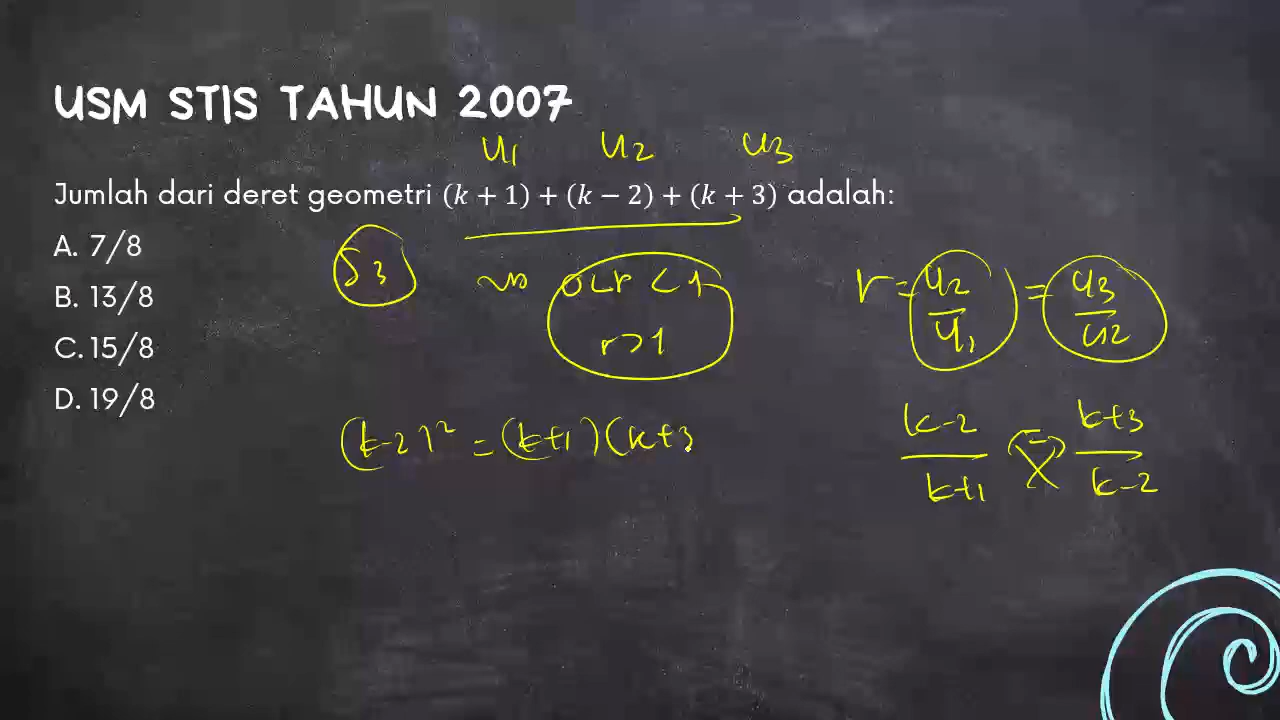 USM STIS TAHUN 2007
U1 U2 U3
Jumlah dari deret geometri (k + 1) + (k − 2) + (k + 3) adalah:
A. 7/8
B. 13/8
C. 15/8
D. 19/8
S3
0<r<1
r>1
r = U2/U1 = U3/U2
(k-2)² = (k+1)(k+3
k-2/k+1 = k+3/k-2